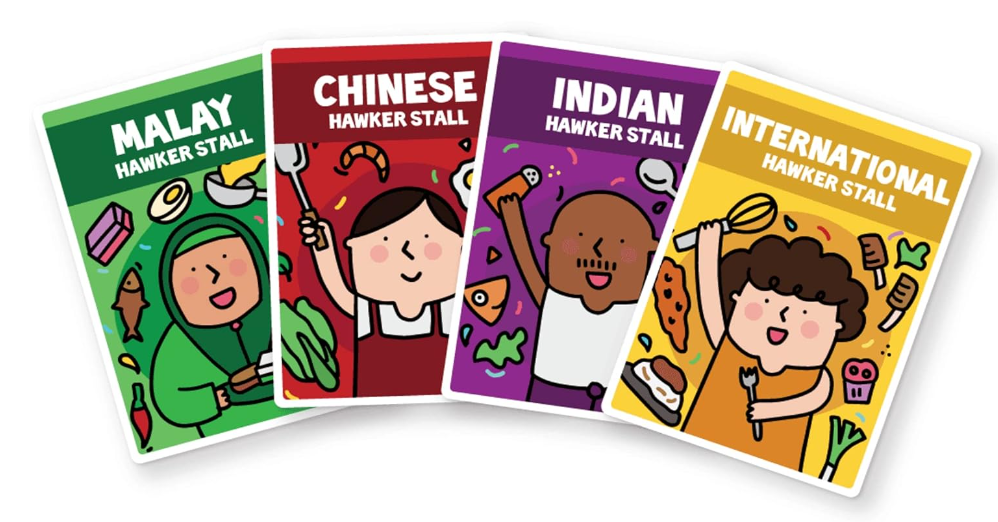 MALAY
HAWKER STALL
CHINESE
HAWKER STALL
INDIAN
HAWKER STALL
INTERNATIONAL
HAWKER STALL